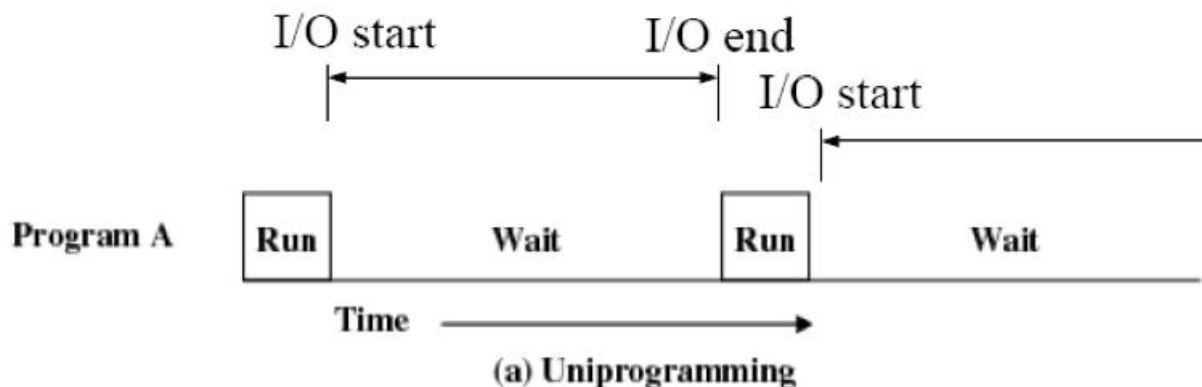 I/O start I/O end
I/O start
Program A Run Wait Run Wait
Time
(a) Uniprogramming